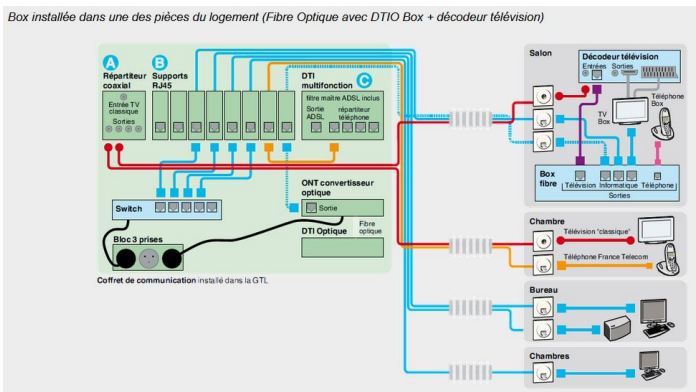 Box installée dans une des pièces du logement (Fibre Optique avec DTIO Box + décodeur télévision)
A
Répartiteur
coaxial
Entrée TV
classique
Sorties
B
Supports
RJ45
DTI
multifonction
C
filtre maître ADSL inclus
Sortie
ADSL
répartiteur
téléphone
Switch
ONT convertisseur
optique
Sortie
DTI Optique
Fibre
optique
Bloc 3 prises
Coffret de communication installé dans la GTL
Salon
Décodeur télévision
Entrées Sorties
TV
Box
Téléphone
Box
Box
fibre
Télévision Informatique Téléphone
Sorties
Chambre
Télévision "classique"
Téléphone France Telecom
Bureau
Chambres